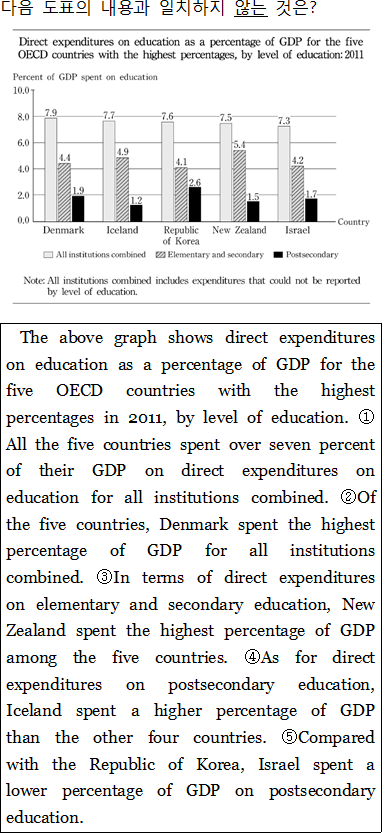 다음 도표의 내용과 일치하지 않는 것은?
Direct expenditures on education as a percentage of GDP for the five
OECD countries with the highest percentages, by level of education: 2011
Percent of GDP spent on education
10.0
8.0
6.0
4.0
2.0
0.0
7.9 4.4 1.9
7.7 4.9 1.2
7.6 4.1 2.6
7.5 5.4 1.5
7.3 4.2 1.7
Denmark Iceland Republic of Korea New Zealand Israel
Country
All institutions combined Elementary and secondary Postsecondary
Note: All institutions combined includes expenditures that could not be reported
by level of education.
The above graph shows direct expenditures
on education as a percentage of GDP for the
five OECD countries with the highest
percentages in 2011, by level of education. ①
All the five countries spent over seven percent
of their GDP on direct expenditures on
education for all institutions combined. ②Of
the five countries, Denmark spent the highest
percentage of GDP for all institutions
combined. ③In terms of direct expenditures
on elementary and secondary education, New
Zealand spent the highest percentage of GDP
among the five countries. ④As for direct
expenditures on postsecondary education,
Iceland spent a higher percentage of GDP
than the other four countries. ⑤Compared
with the Republic of Korea, Israel spent a
lower percentage of GDP on postsecondary
education.